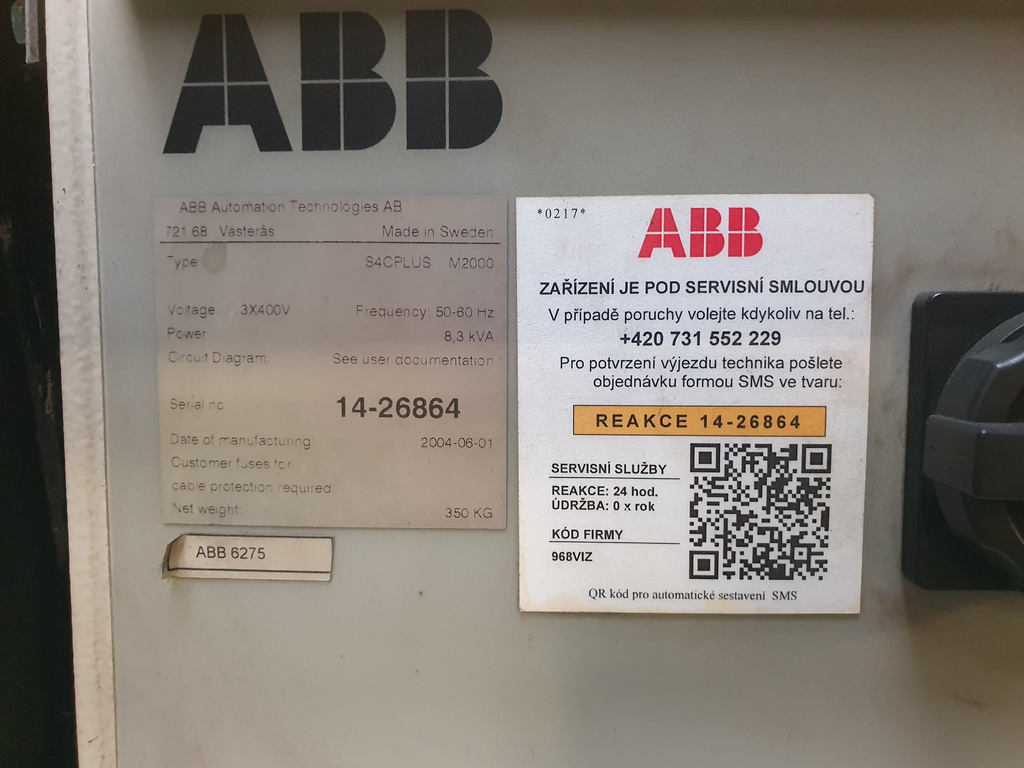 ABB
ABB Automation Technologies AB
721 68 Västerås Made in Sweden
Type S4CPLUS M2000
Voltage 3X400V Frequency: 50-60 Hz
Power 8,3 kVA
Circuit Diagram: See user documentation
Serial no 14-26864
Date of manufacturing: 2004-06-01
Customer fuses for
cable protection required:
Net weight: 350 KG
ABB 6275
*0217*
ABB
ZAŘÍZENÍ JE POD SERVISNÍ SMLOUVOU
V případě poruchy volejte kdykoliv na tel.:
+420 731 552 229
Pro potvrzení výjezdu technika pošlete
objednávku formou SMS ve tvaru:
REAKCE 14-26864
SERVISNÍ SLUŽBY
REAKCE: 24 hod.
ÚDRŽBA: 0 x rok
KÓD FIRMY
968VIZ
QR kód pro automatické sestavení SMS